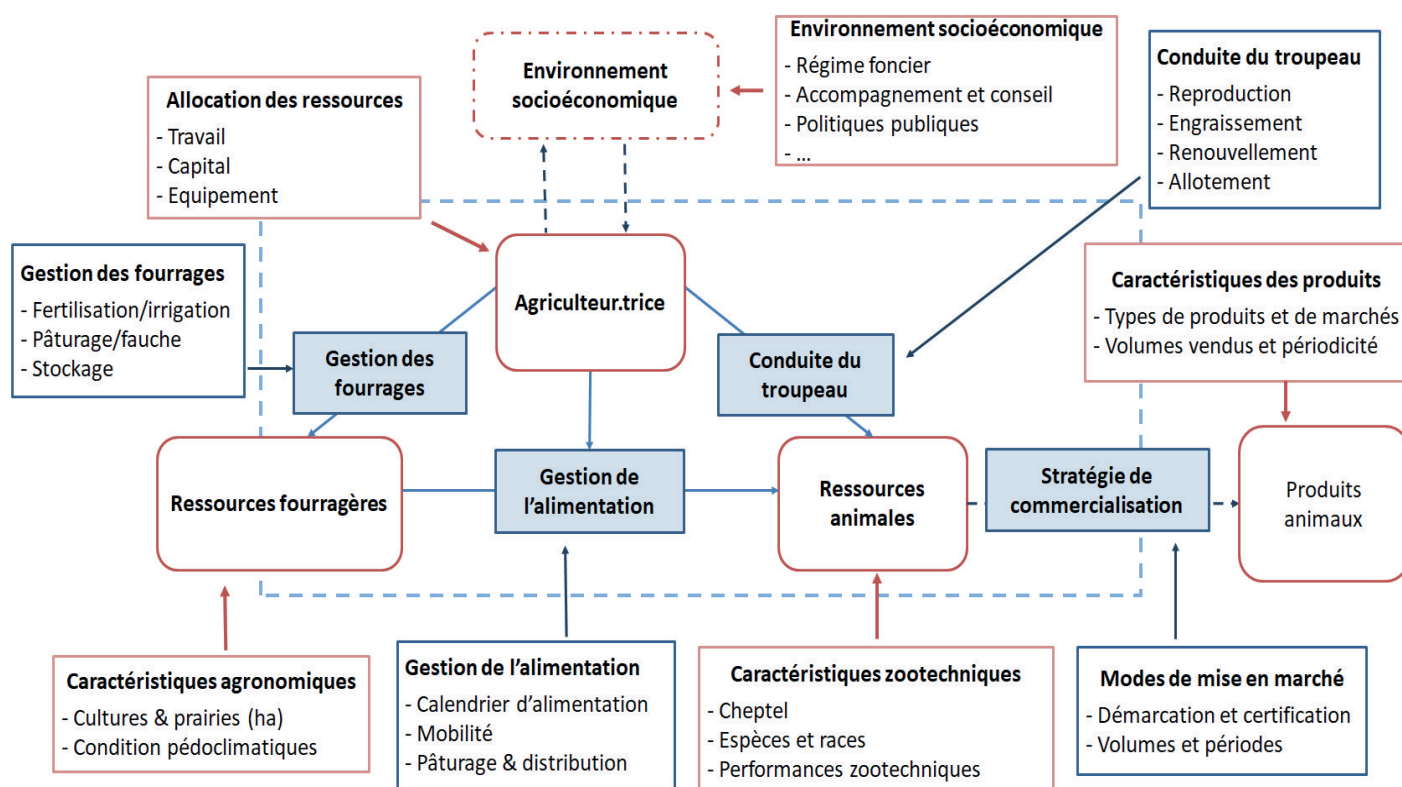 Environnement socioéconomique
- Régime foncier
- Accompagnement et conseil
- Politiques publiques
- ...
Conduite du troupeau
- Reproduction
- Engraissement
- Renouvellement
- Allotement
Environnement
socioéconomique
Allocation des ressources
- Travail
- Capital
- Equipement
Gestion des fourrages
- Fertilisation/irrigation
- Pâturage/fauche
- Stockage
Agriculteur.trice
Caractéristiques des produits
- Types de produits et de marchés
- Volumes vendus et périodicité
Gestion des
fourrages
Conduite du
troupeau
Ressources fourragères
Gestion de
l'alimentation
Ressources
animales
Stratégie de
commercialisation
Produits
animaux
Caractéristiques agronomiques
- Cultures & prairies (ha)
- Condition pédoclimatiques
Gestion de l'alimentation
- Calendrier d'alimentation
- Mobilité
- Pâturage & distribution
Caractéristiques zootechniques
- Cheptel
- Espèces et races
- Performances zootechniques
Modes de mise en marché
- Démarcation et certification
- Volumes et périodes